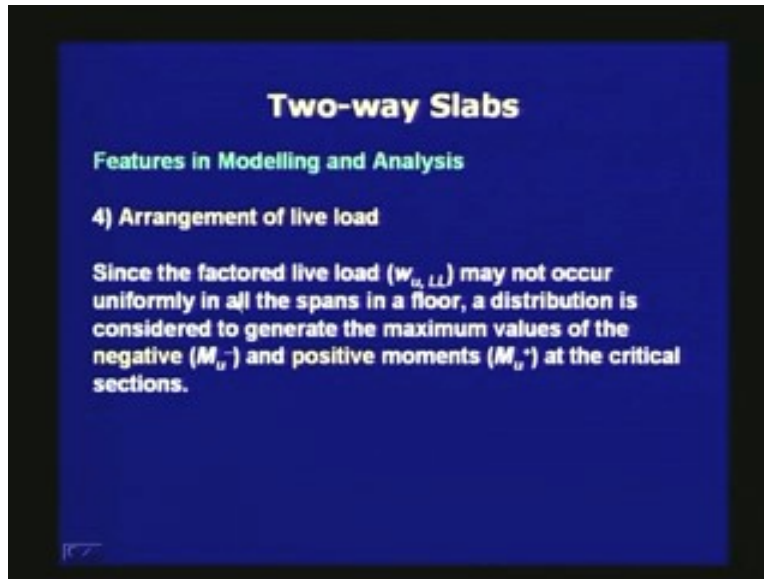 Two-way Slabs
Features in Modelling and Analysis
4) Arrangement of live load
Since the factored live load (wu, LL) may not occur
uniformly in all the spans in a floor, a distribution is
considered to generate the maximum values of the
negative (Mu⁻) and positive moments (Mu⁺) at the critical
sections.